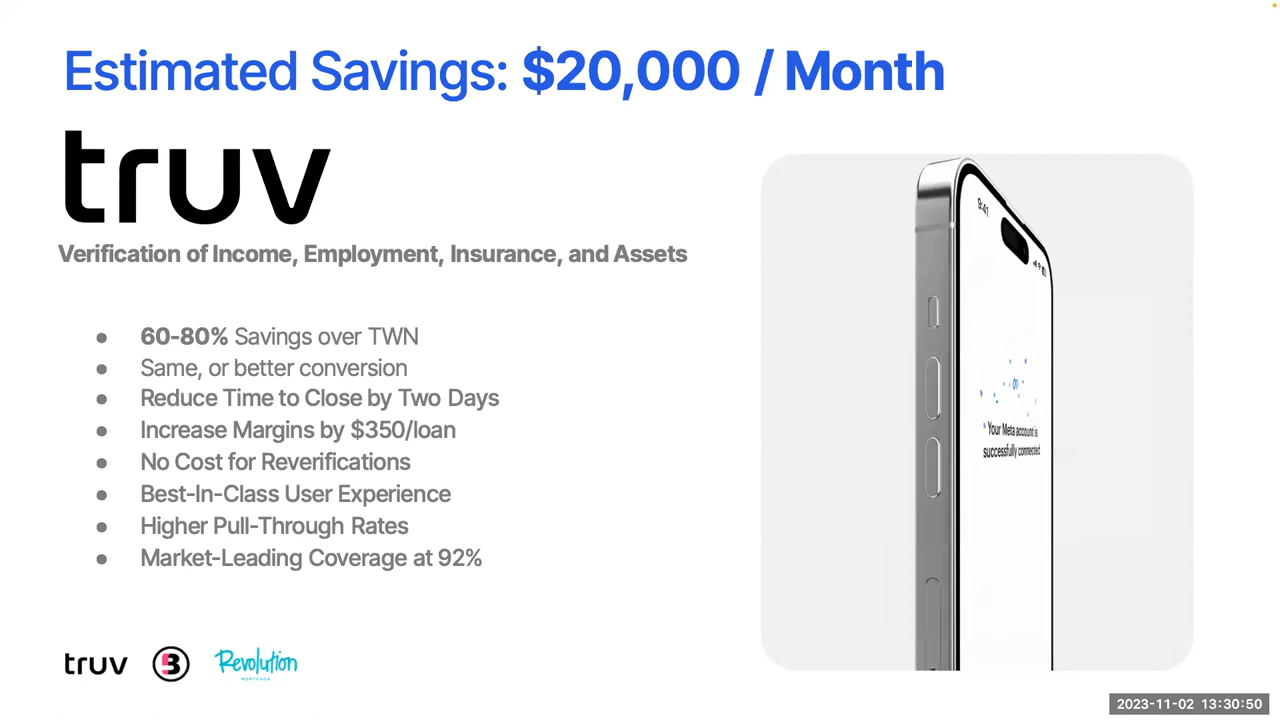 Estimated Savings: $20,000 / Month
truv
Verification of Income, Employment, Insurance, and Assets
● 60-80% Savings over TWN
● Same, or better conversion
● Reduce Time to Close by Two Days
● Increase Margins by $350/loan
● No Cost for Reverifications
● Best-In-Class User Experience
● Higher Pull-Through Rates
● Market-Leading Coverage at 92%
9:41
Your Meta account is
successfully connected
truv
B
Revolution
MORTGAGE
2023-11-02 13:30:50